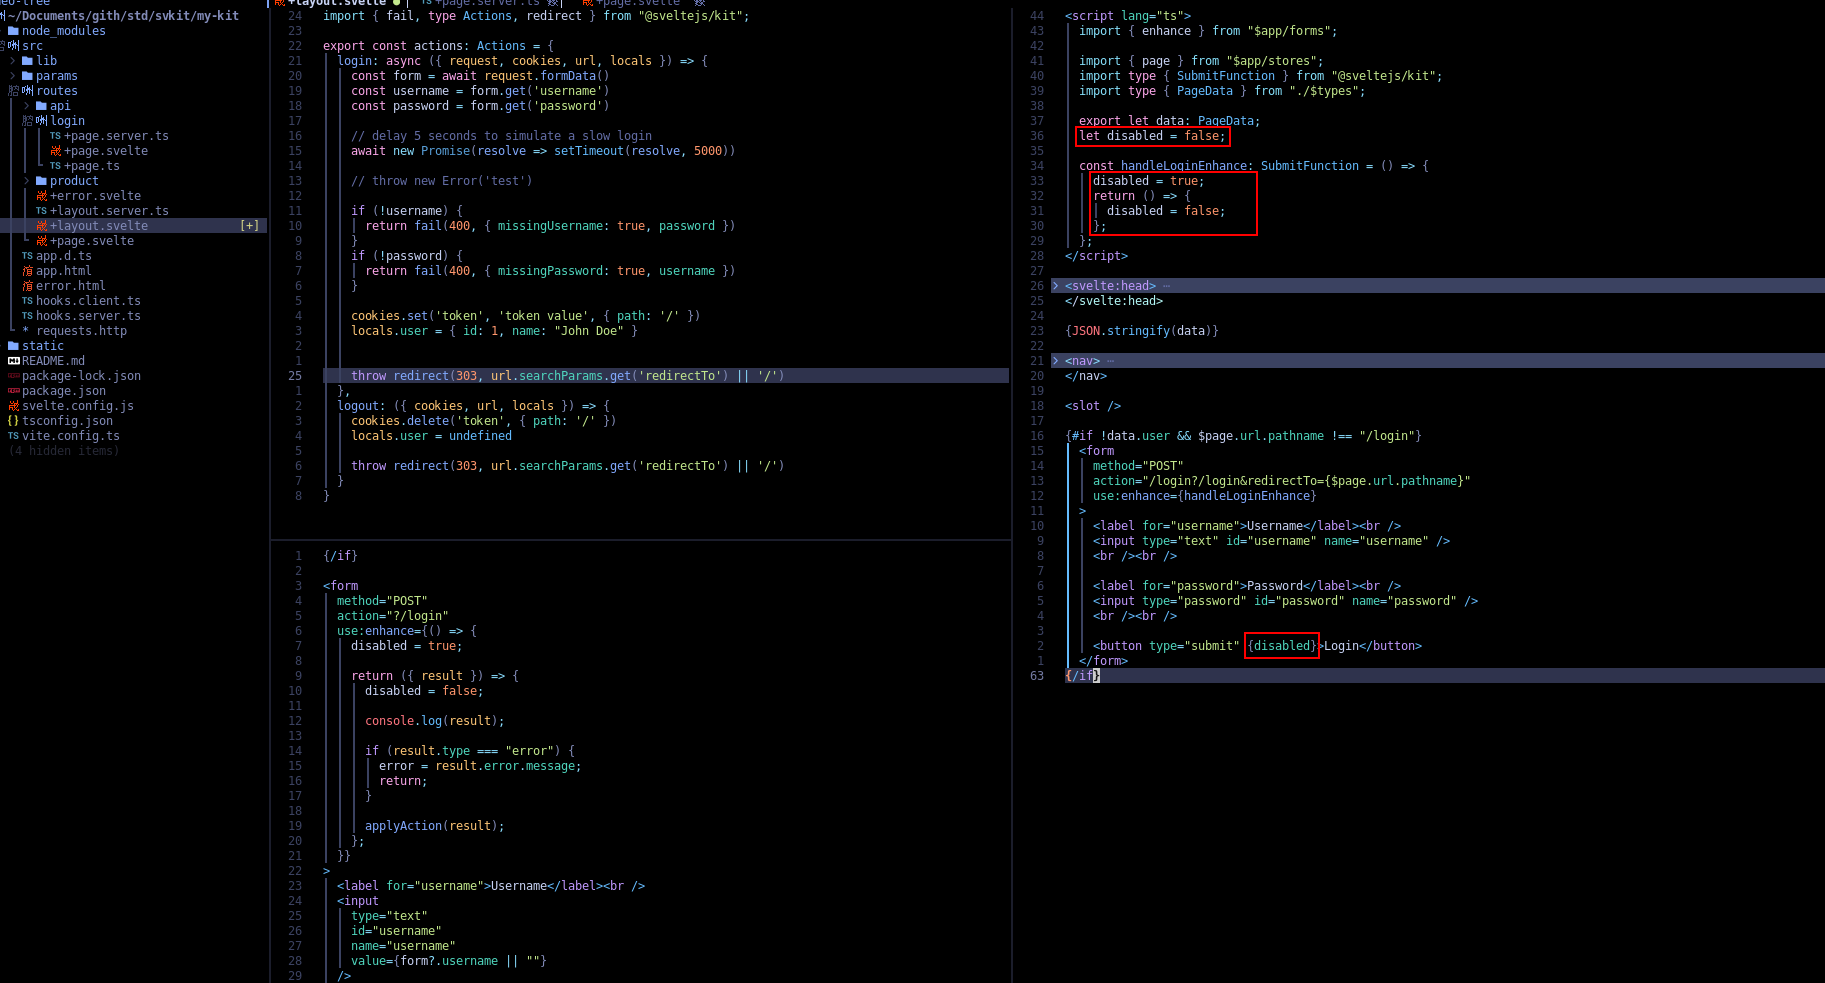 ~/Documents/gith/std/svkit/my-kit
node_modules
src
lib
params
routes
api
login
TS +page.server.ts
+page.svelte
TS +page.ts
product
+error.svelte
TS +layout.server.ts
+layout.svelte [+]
+page.svelte
TS app.d.ts
app.html
error.html
TS hooks.client.ts
TS hooks.server.ts
* requests.http
static
README.md
package-lock.json
package.json
svelte.config.js
{} tsconfig.json
TS vite.config.ts
(4 hidden items)
+layout.svelte ● TS +page.server.ts +page.svelte
24 import { fail, type Actions, redirect } from "@sveltejs/kit";
23
22 export const actions: Actions = {
21 login: async ({ request, cookies, url, locals }) => {
20 const form = await request.formData()
19 const username = form.get('username')
18 const password = form.get('password')
17
16 // delay 5 seconds to simulate a slow login
15 await new Promise(resolve => setTimeout(resolve, 5000))
14
13 // throw new Error('test')
12
11 if (!username) {
10 return fail(400, { missingUsername: true, password })
9 }
8 if (!password) {
7 return fail(400, { missingPassword: true, username })
6 }
5
4 cookies.set('token', 'token value', { path: '/' })
3 locals.user = { id: 1, name: "John Doe" }
2
1
25 throw redirect(303, url.searchParams.get('redirectTo') || '/')
1 },
2 logout: ({ cookies, url, locals }) => {
3 cookies.delete('token', { path: '/' })
4 locals.user = undefined
5
6 throw redirect(303, url.searchParams.get('redirectTo') || '/')
7 }
8 }
1 {/if}
2
3 <form
4 method="POST"
5 action="?/login"
6 use:enhance={() => {
7 disabled = true;
8
9 return ({ result }) => {
10 disabled = false;
11
12 console.log(result);
13
14 if (result.type === "error") {
15 error = result.error.message;
16 return;
17 }
18
19 applyAction(result);
20 };
21 }}
22 >
23 <label for="username">Username</label><br />
24 <input
25 type="text"
26 id="username"
27 name="username"
28 value={form?.username || ""}
29 />
44 <script lang="ts">
43 import { enhance } from "$app/forms";
42
41 import { page } from "$app/stores";
40 import type { SubmitFunction } from "@sveltejs/kit";
39 import type { PageData } from "./$types";
38
37 export let data: PageData;
36 let disabled = false;
35
34 const handleLoginEnhance: SubmitFunction = () => {
33 disabled = true;
32 return () => {
31 disabled = false;
30 };
29 };
28 </script>
27
26 <svelte:head> ⋯
25 </svelte:head>
24
23 {JSON.stringify(data)}
22
21 <nav> ⋯
20 </nav>
19
18 <slot />
17
16 {#if !data.user && $page.url.pathname !== "/login"}
15 <form
14 method="POST"
13 action="/login?/login&redirectTo={$page.url.pathname}"
12 use:enhance={handleLoginEnhance}
11 >
10 <label for="username">Username</label><br />
9 <input type="text" id="username" name="username" />
8 <br /><br />
7
6 <label for="password">Password</label><br />
5 <input type="password" id="password" name="password" />
4 <br /><br />
3
2 <button type="submit" {disabled}>Login</button>
1 </form>
63 {/if}